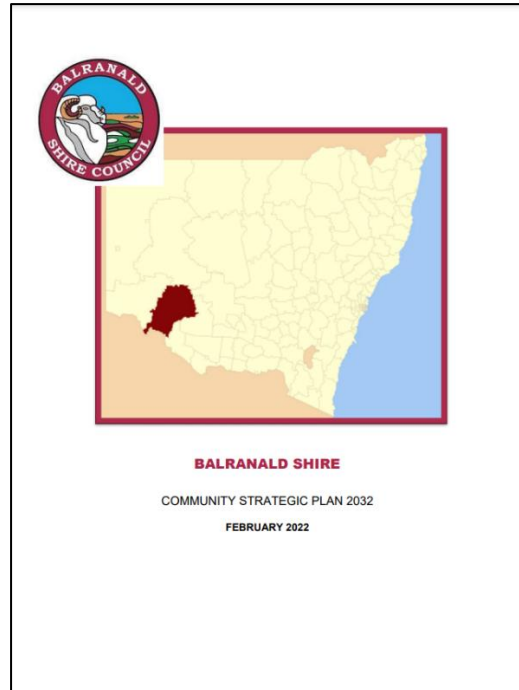 BALRANALD
SHIRE COUNCIL
BALRANALD SHIRE
COMMUNITY STRATEGIC PLAN 2032
FEBRUARY 2022